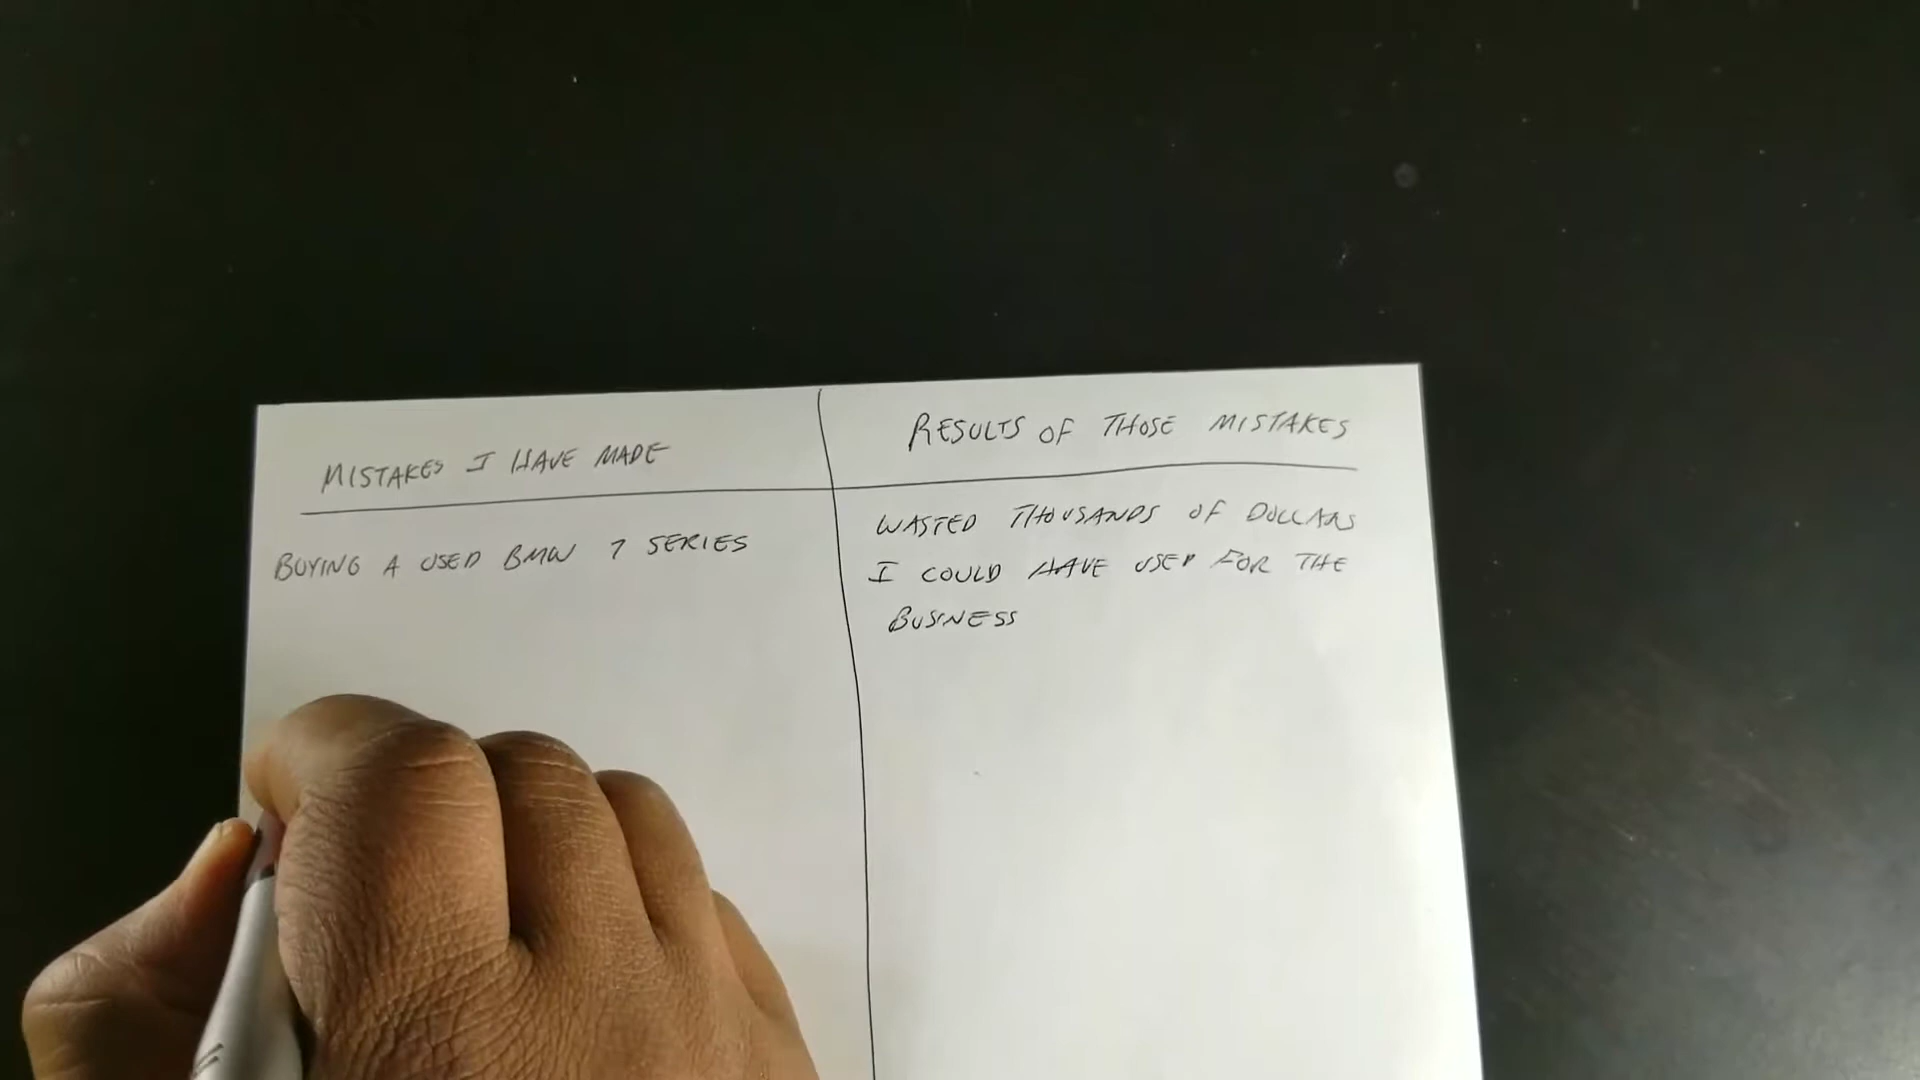 MISTAKES I HAVE MADE
BUYING A USED BMW 7 SERIES
RESULTS OF THOSE MISTAKES
WASTED THOUSANDS OF DOLLARS
I COULD HAVE USED FOR THE
BUSINESS